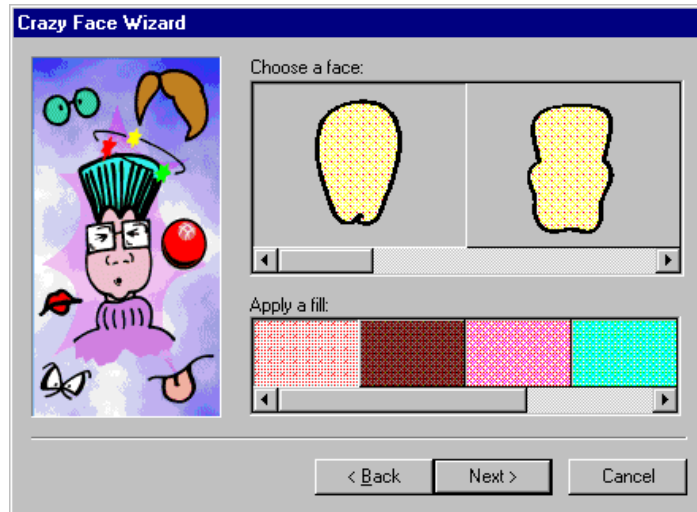 Crazy Face Wizard
Choose a face:
Apply a fill:
< Back
Next >
Cancel